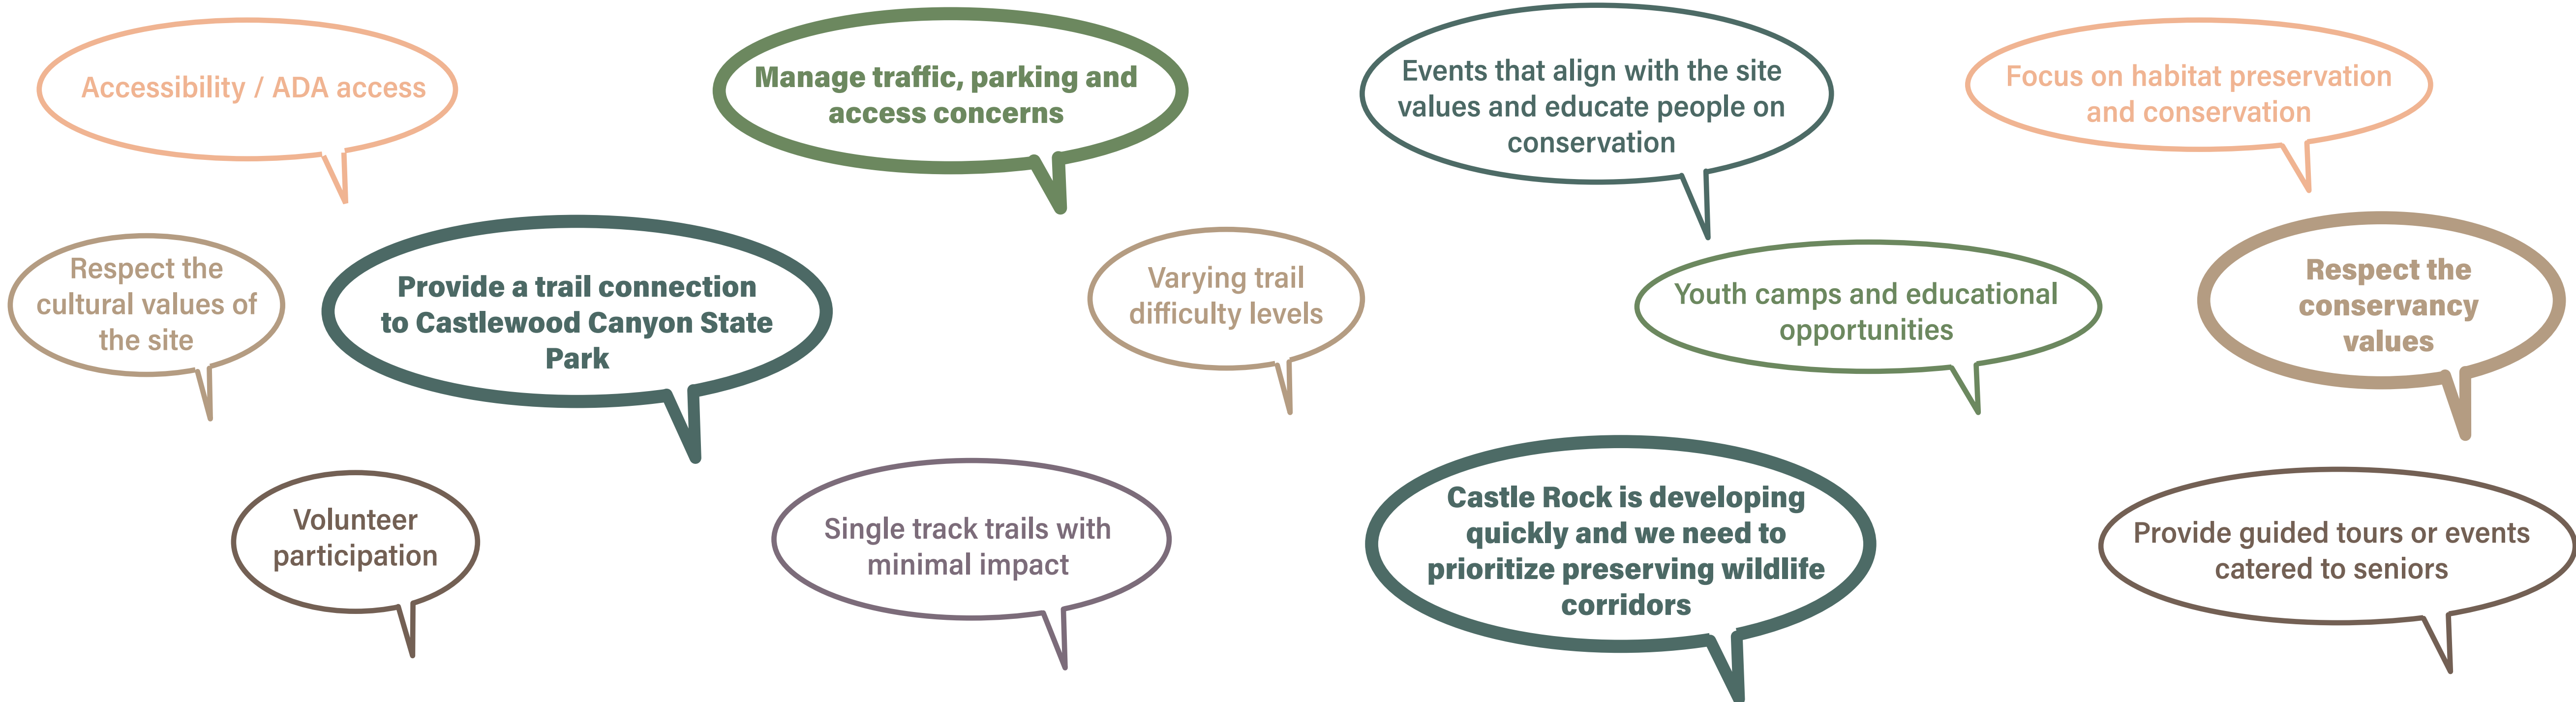 Accessibility / ADA access
Manage traffic, parking and
access concerns
Events that align with the site
values and educate people on
conservation
Focus on habitat preservation
and conservation
Respect the
cultural values of
the site
Provide a trail connection
to Castlewood Canyon State
Park
Varying trail
difficulty levels
Youth camps and educational
opportunities
Respect the
conservancy
values
Volunteer
participation
Single track trails with
minimal impact
Castle Rock is developing
quickly and we need to
prioritize preserving wildlife
corridors
Provide guided tours or events
catered to seniors